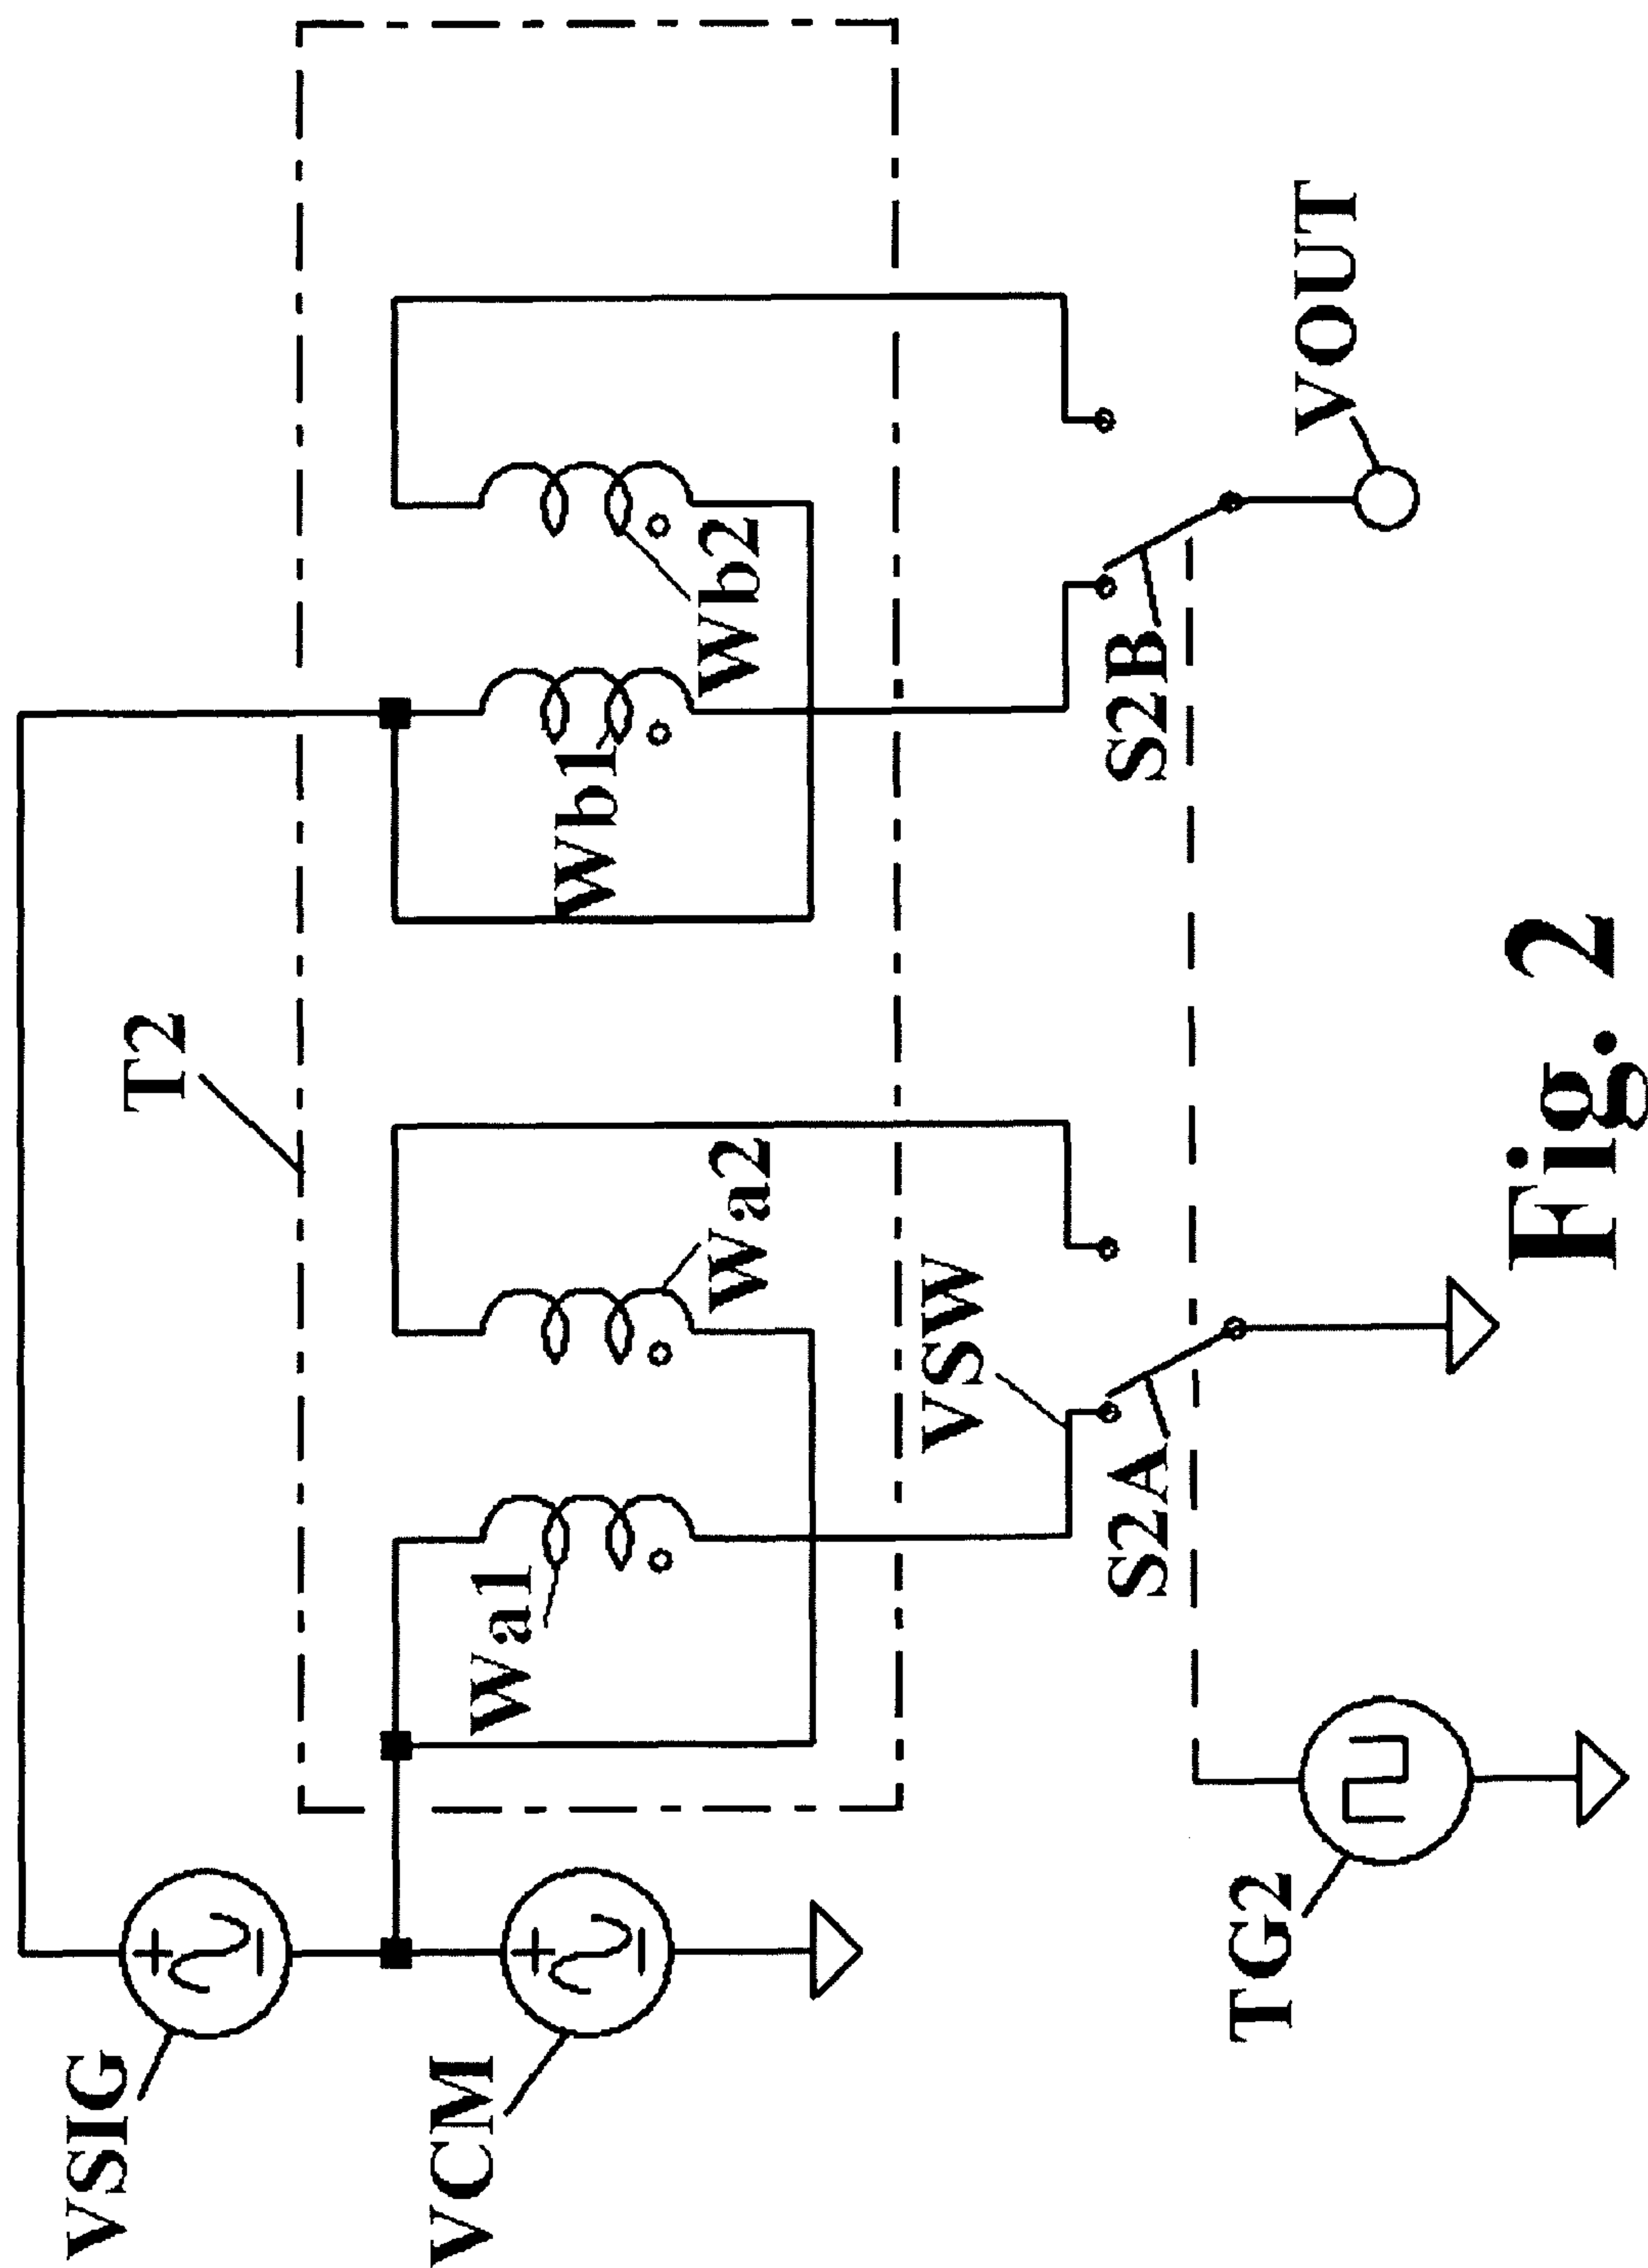 VSIG
T2
VCM
Wa1
Wa2
Wb1
Wb2
VSW
S2A
S2B
TG2
VOUT
Fig. 2